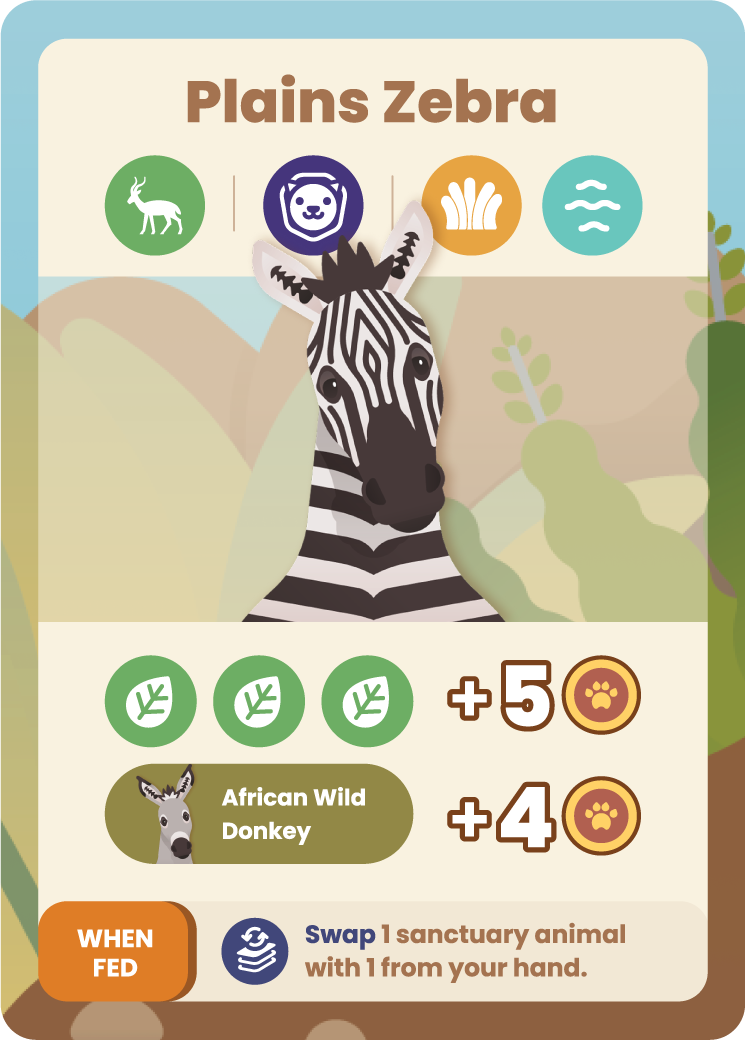 Plains Zebra
+5
African Wild
Donkey
+4
WHEN
FED
Swap 1 sanctuary animal
with 1 from your hand.